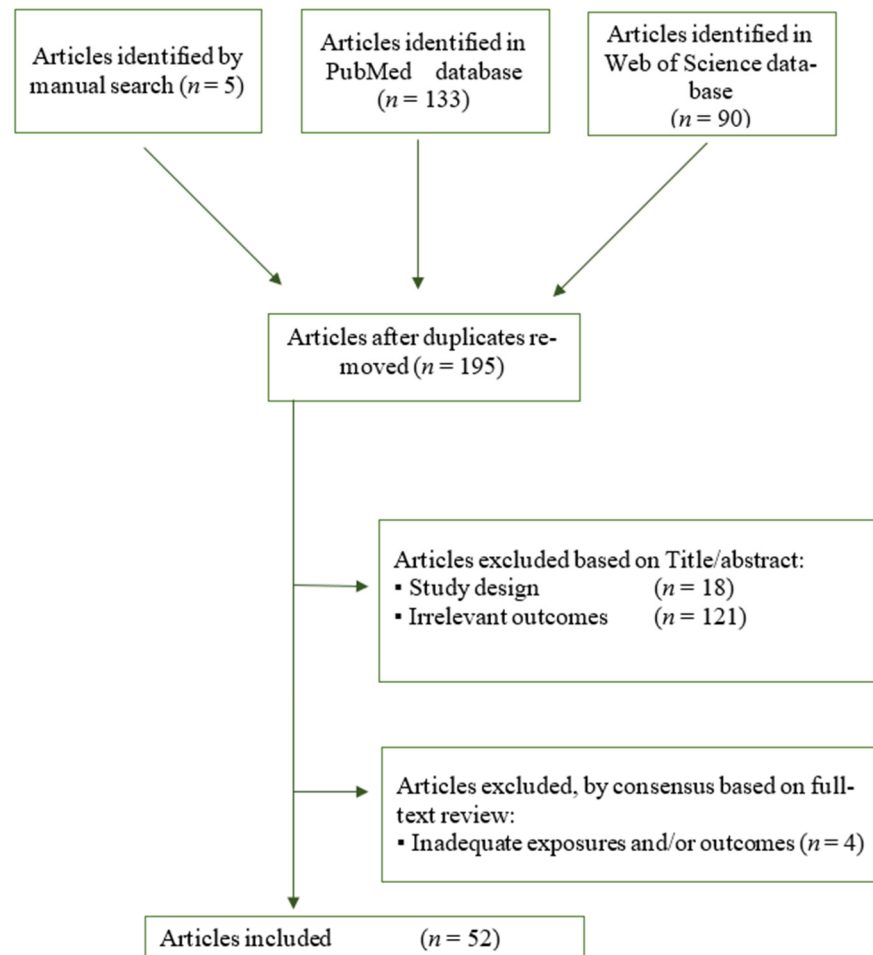 Articles identified by
manual search (n = 5)
Articles identified in
PubMed database
(n = 133)
Articles identified in
Web of Science data-
base
(n = 90)
Articles after duplicates re-
moved (n = 195)
Articles excluded based on Title/abstract:
▪ Study design (n = 18)
▪ Irrelevant outcomes (n = 121)
Articles excluded, by consensus based on full-
text review:
▪ Inadequate exposures and/or outcomes (n = 4)
Articles included (n = 52)